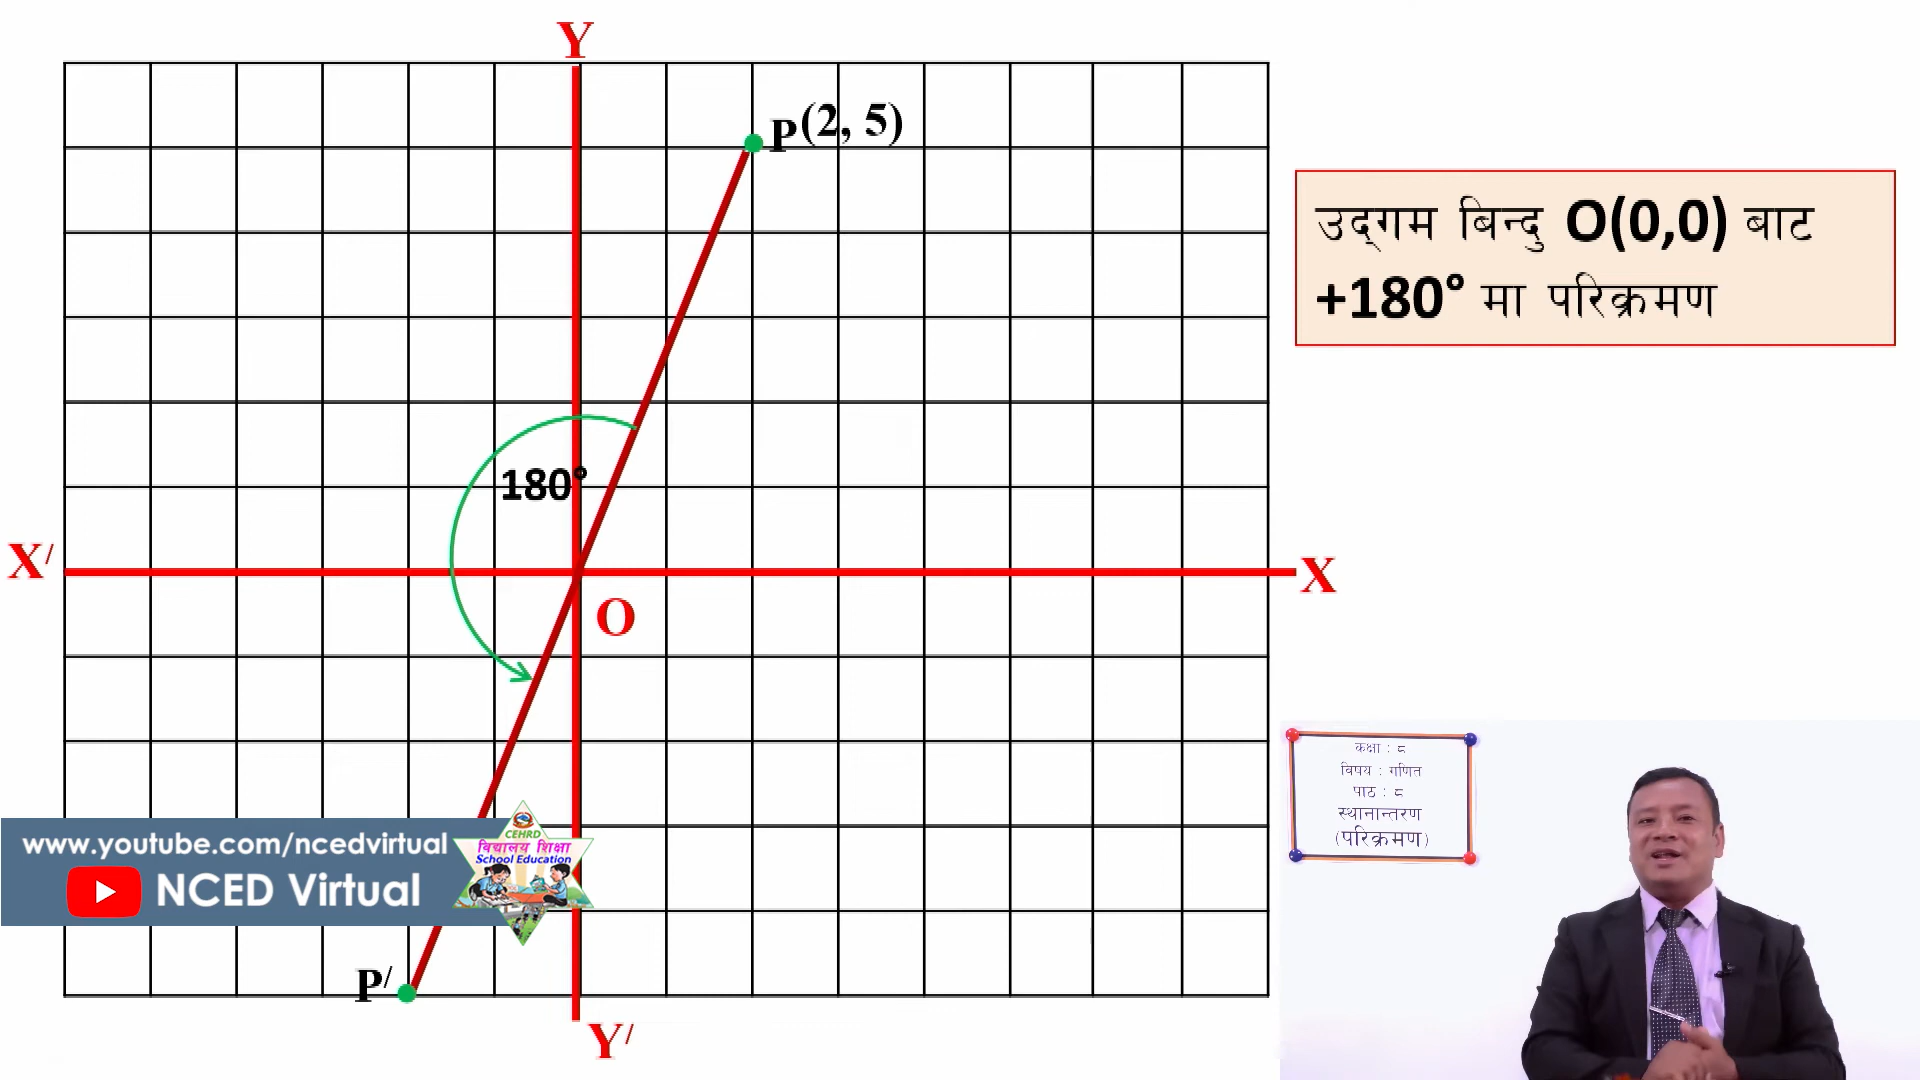 Y
P(2, 5)
उद्‌गम बिन्दु O(0,0) बाट
+180° मा परिक्रमण
180°
X/
X
O
कक्षा : ८
विषय : गणित
पाठ : ८
स्थानान्तरण
(परिक्रमण)
www.youtube.com/ncedvirtual
NCED Virtual
CEHRD
विद्यालय शिक्षा
School Education
P/
Y/